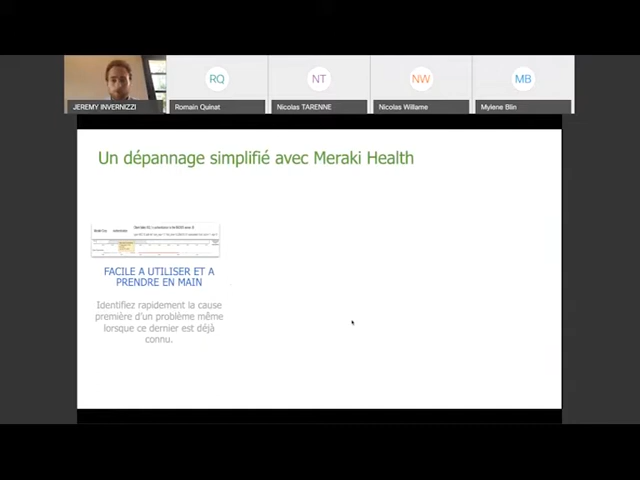 RQ
NT
NW
MB
JEREMY INVERNIZZI
Romain Quinat
Nicolas TARENNE
Nicolas Willame
Mylene Blin
Un dépannage simplifié avec Meraki Health
FACILE A UTILISER ET A
PRENDRE EN MAIN
Identifiez rapidement la cause
première d'un problème même
lorsque ce dernier est déjà
connu.